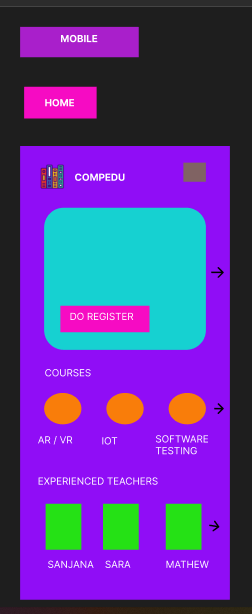 MOBILE
HOME
COMPEDU
DO REGISTER
COURSES
AR / VR
IOT
SOFTWARE
TESTING
EXPERIENCED TEACHERS
SANJANA
SARA
MATHEW